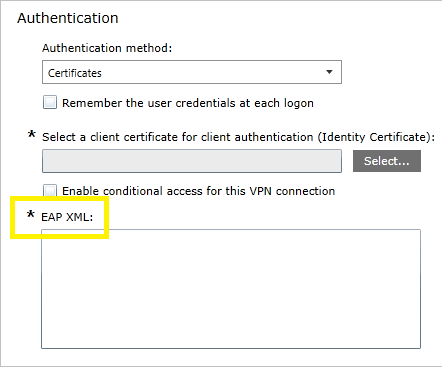 Authentication
Authentication method:
Certificates
Remember the user credentials at each logon
* Select a client certificate for client authentication (Identity Certificate):
Select...
Enable conditional access for this VPN connection
* EAP XML: